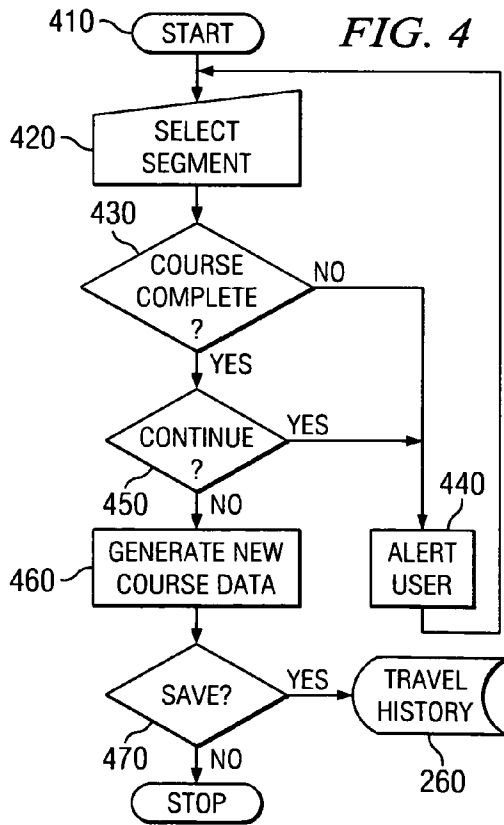 410
START
FIG. 4
420
SELECT
SEGMENT
430
COURSE
COMPLETE
?
NO
YES
CONTINUE
?
YES
450
NO
440
ALERT
USER
460
GENERATE NEW
COURSE DATA
SAVE?
YES
TRAVEL
HISTORY
470
NO
260
STOP